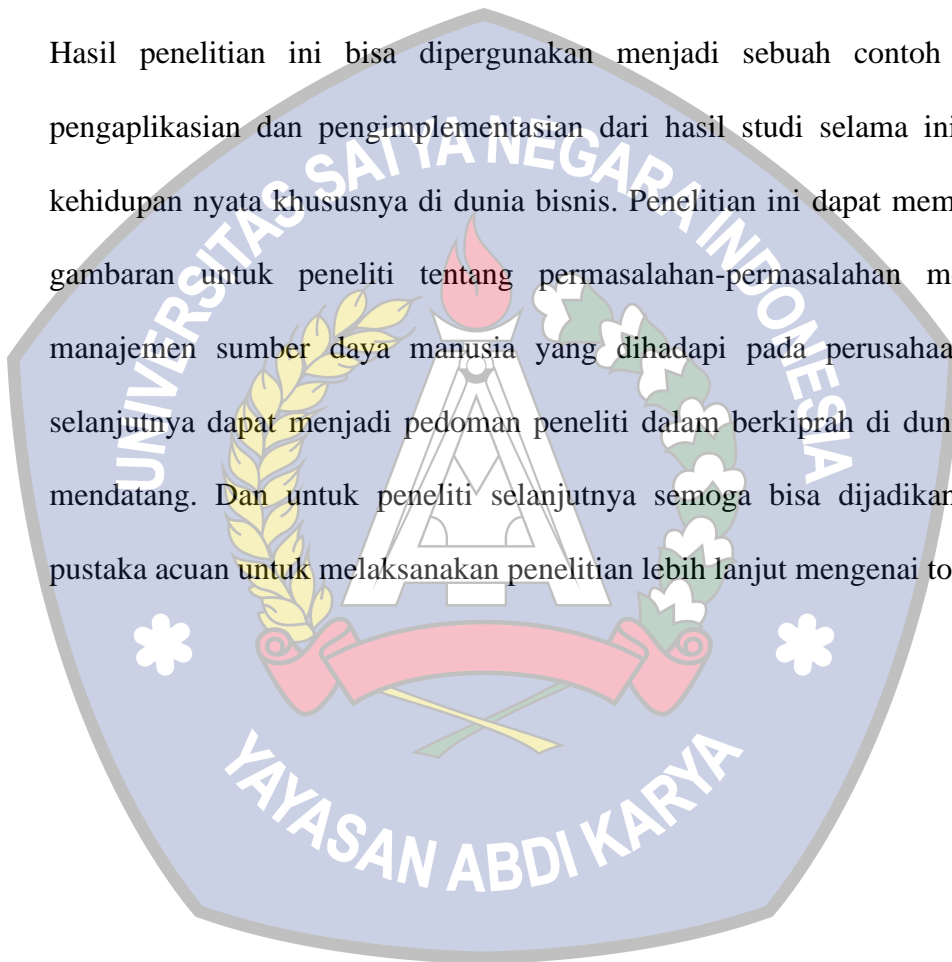 Hasil penelitian ini bisa dipergunakan menjadi sebuah contoh
pengaplikasian dan pengimplementasian dari hasil studi selama ini
kehidupan nyata khususnya di dunia bisnis. Penelitian ini dapat mem
gambaran untuk peneliti tentang permasalahan-permasalahan m
manajemen sumber daya manusia yang dihadapi pada perusahaa
selanjutnya dapat menjadi pedoman peneliti dalam berkiprah di dun
mendatang. Dan untuk peneliti selanjutnya semoga bisa dijadikan
pustaka acuan untuk melaksanakan penelitian lebih lanjut mengenai to
UNIVERSITAS SATYA NEGARA INDONESIA
YAYASAN ABDI KARYA